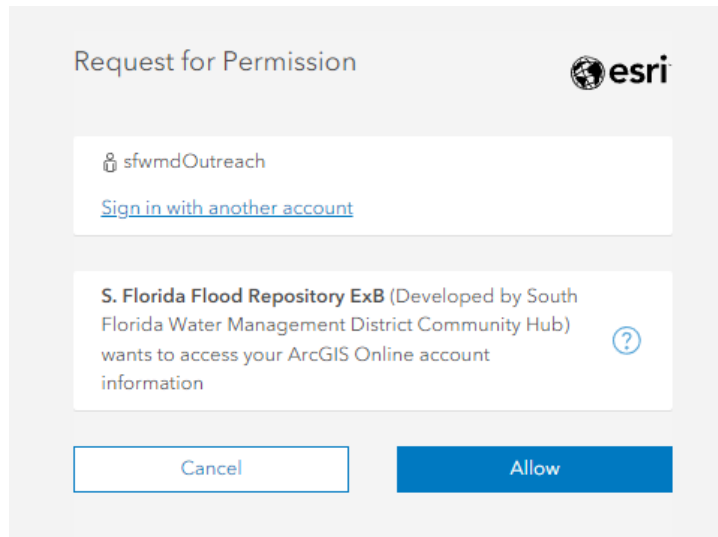 Request for Permission
esri
sfwmdOutreach
Sign in with another account
S. Florida Flood Repository ExB (Developed by South
Florida Water Management District Community Hub)
wants to access your ArcGIS Online account
information
?
Cancel
Allow